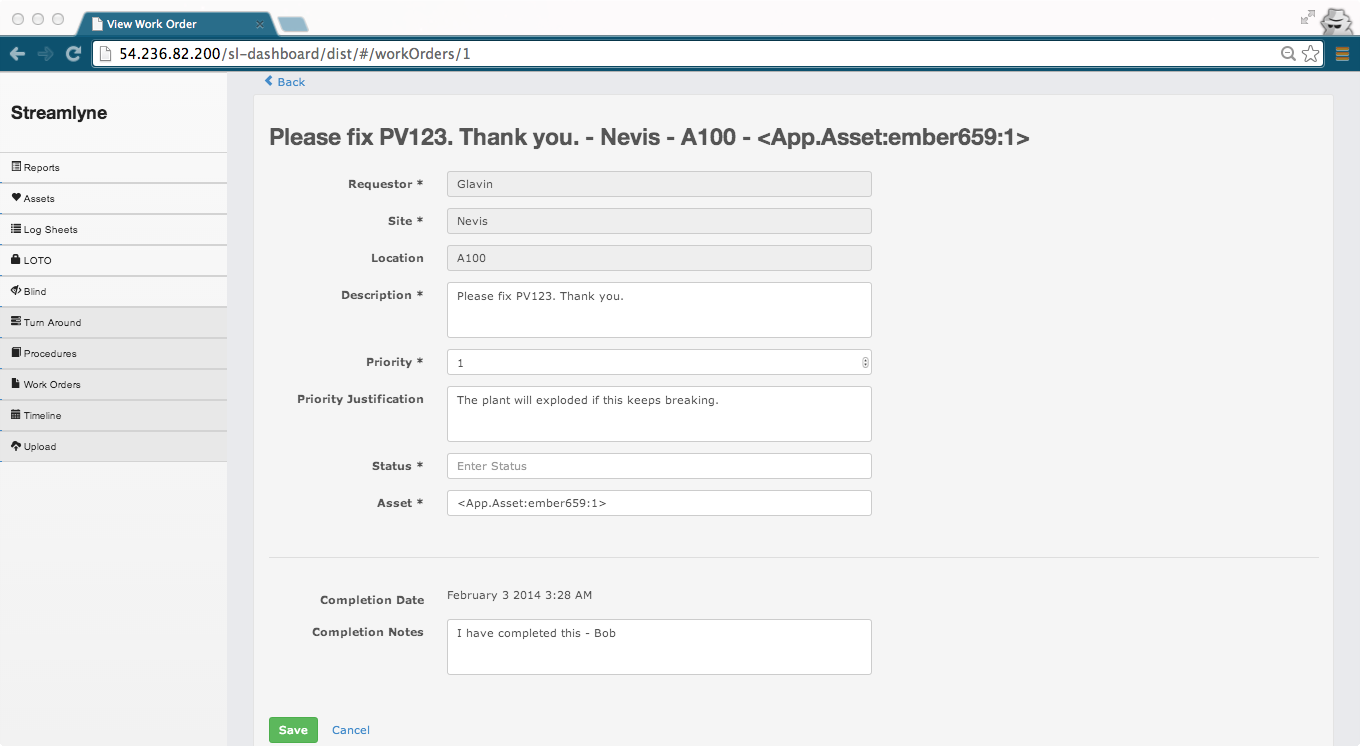 View Work Order
54.236.82.200/sl-dashboard/dist/#/workOrders/1
Back
Streamlyne
Reports
Assets
Log Sheets
LOTO
Blind
Turn Around
Procedures
Work Orders
Timeline
Upload
Please fix PV123. Thank you. - Nevis - A100 - <App.Asset:ember659:1>
Requestor * Glavin
Site * Nevis
Location A100
Description * Please fix PV123. Thank you.
Priority * 1
Priority Justification The plant will exploded if this keeps breaking.
Status * Enter Status
Asset * <App.Asset:ember659:1>
Completion Date February 3 2014 3:28 AM
Completion Notes I have completed this - Bob
Save Cancel